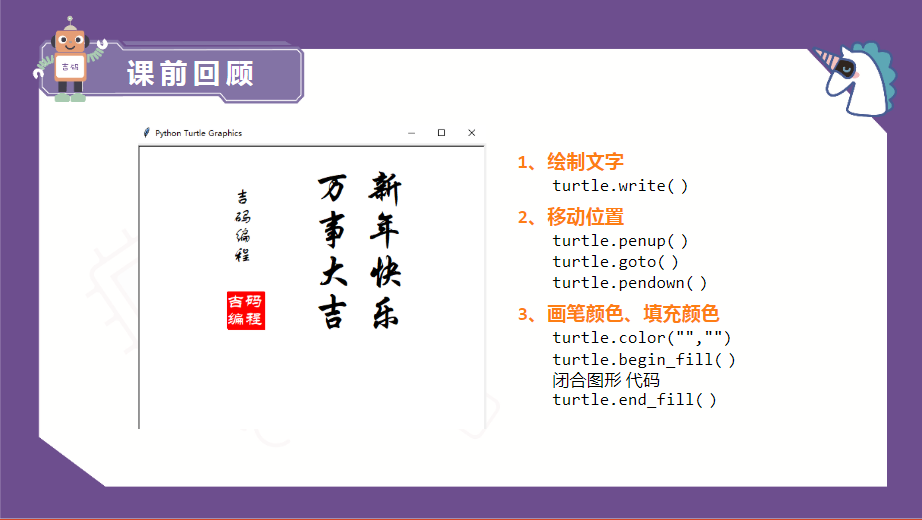 吉码
课前回顾
Python Turtle Graphics
新年快乐
万事大吉
吉码编程
吉码
编程
1、绘制文字
turtle.write( )
2、移动位置
turtle.penup( )
turtle.goto( )
turtle.pendown( )
3、画笔颜色、填充颜色
turtle.color("","")
turtle.begin_fill( )
闭合图形 代码
turtle.end_fill( )